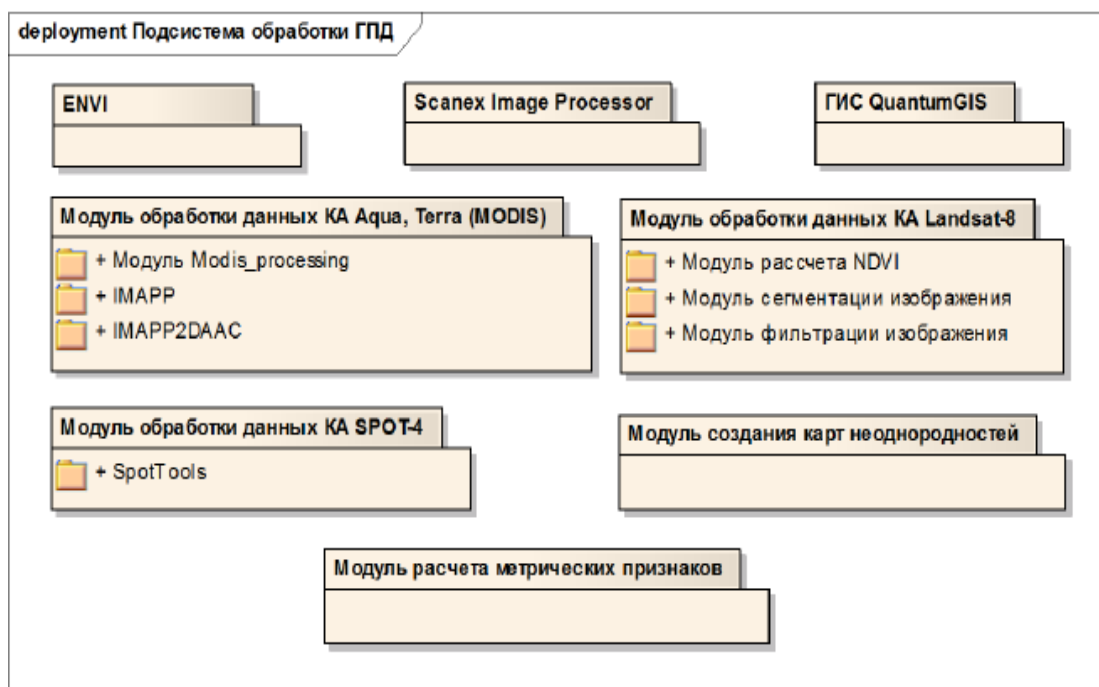 deployment Подсистема обработки ГПД
ENVI
Scanex Image Processor
ГИС QuantumGIS
Модуль обработки данных КА Aqua, Terra (MODIS)
+ Модуль Modis_processing
+ IMAPP
+ IMAPP2DAAC
Модуль обработки данных КА Landsat-8
+ Модуль рассчета NDVI
+ Модуль сегментации изображения
+ Модуль фильтрации изображения
Модуль обработки данных КА SPOT-4
+ SpotTools
Модуль создания карт неоднородностей
Модуль расчета метрических признаков